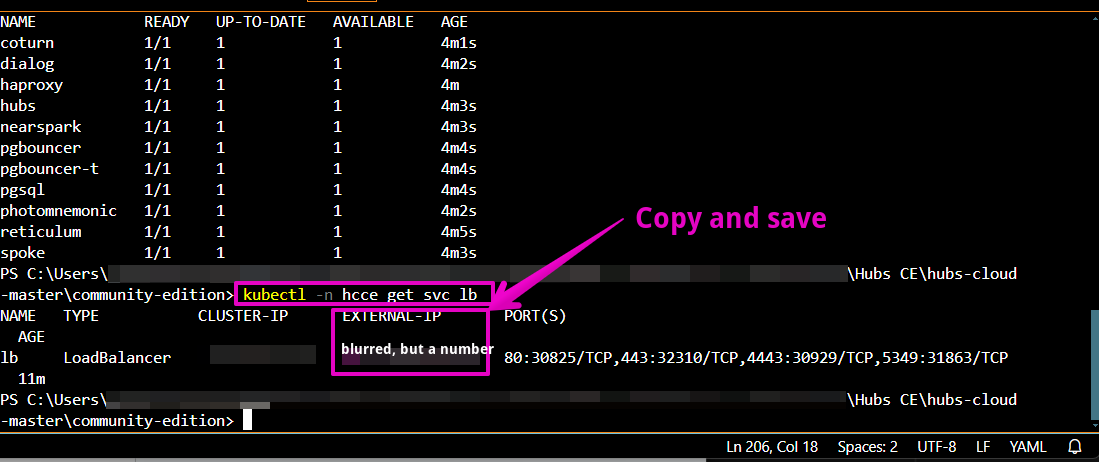 NAME READY UP-TO-DATE AVAILABLE AGE
coturn 1/1 1 1 4m1s
dialog 1/1 1 1 4m2s
haproxy 1/1 1 1 4m
hubs 1/1 1 1 4m3s
nearspark 1/1 1 1 4m3s
pgbouncer 1/1 1 1 4m4s
pgbouncer-t 1/1 1 1 4m4s
pgsql 1/1 1 1 4m4s
photomnemonic 1/1 1 1 4m2s
Copy and save
reticulum 1/1 1 1 4m5s
spoke 1/1 1 1 4m3s
PS C:\Users\ \Hubs CE\hubs-cloud
-master\community-edition> kubectl -n hcce get svc lb
NAME TYPE CLUSTER-IP EXTERNAL-IP PORT(S)
AGE
lb LoadBalancer blurred, but a number 80:30825/TCP,443:32310/TCP,4443:30929/TCP,5349:31863/TCP
11m
PS C:\Users\ \Hubs CE\hubs-cloud
-master\community-edition>
Ln 206, Col 18 Spaces: 2 UTF-8 LF YAML